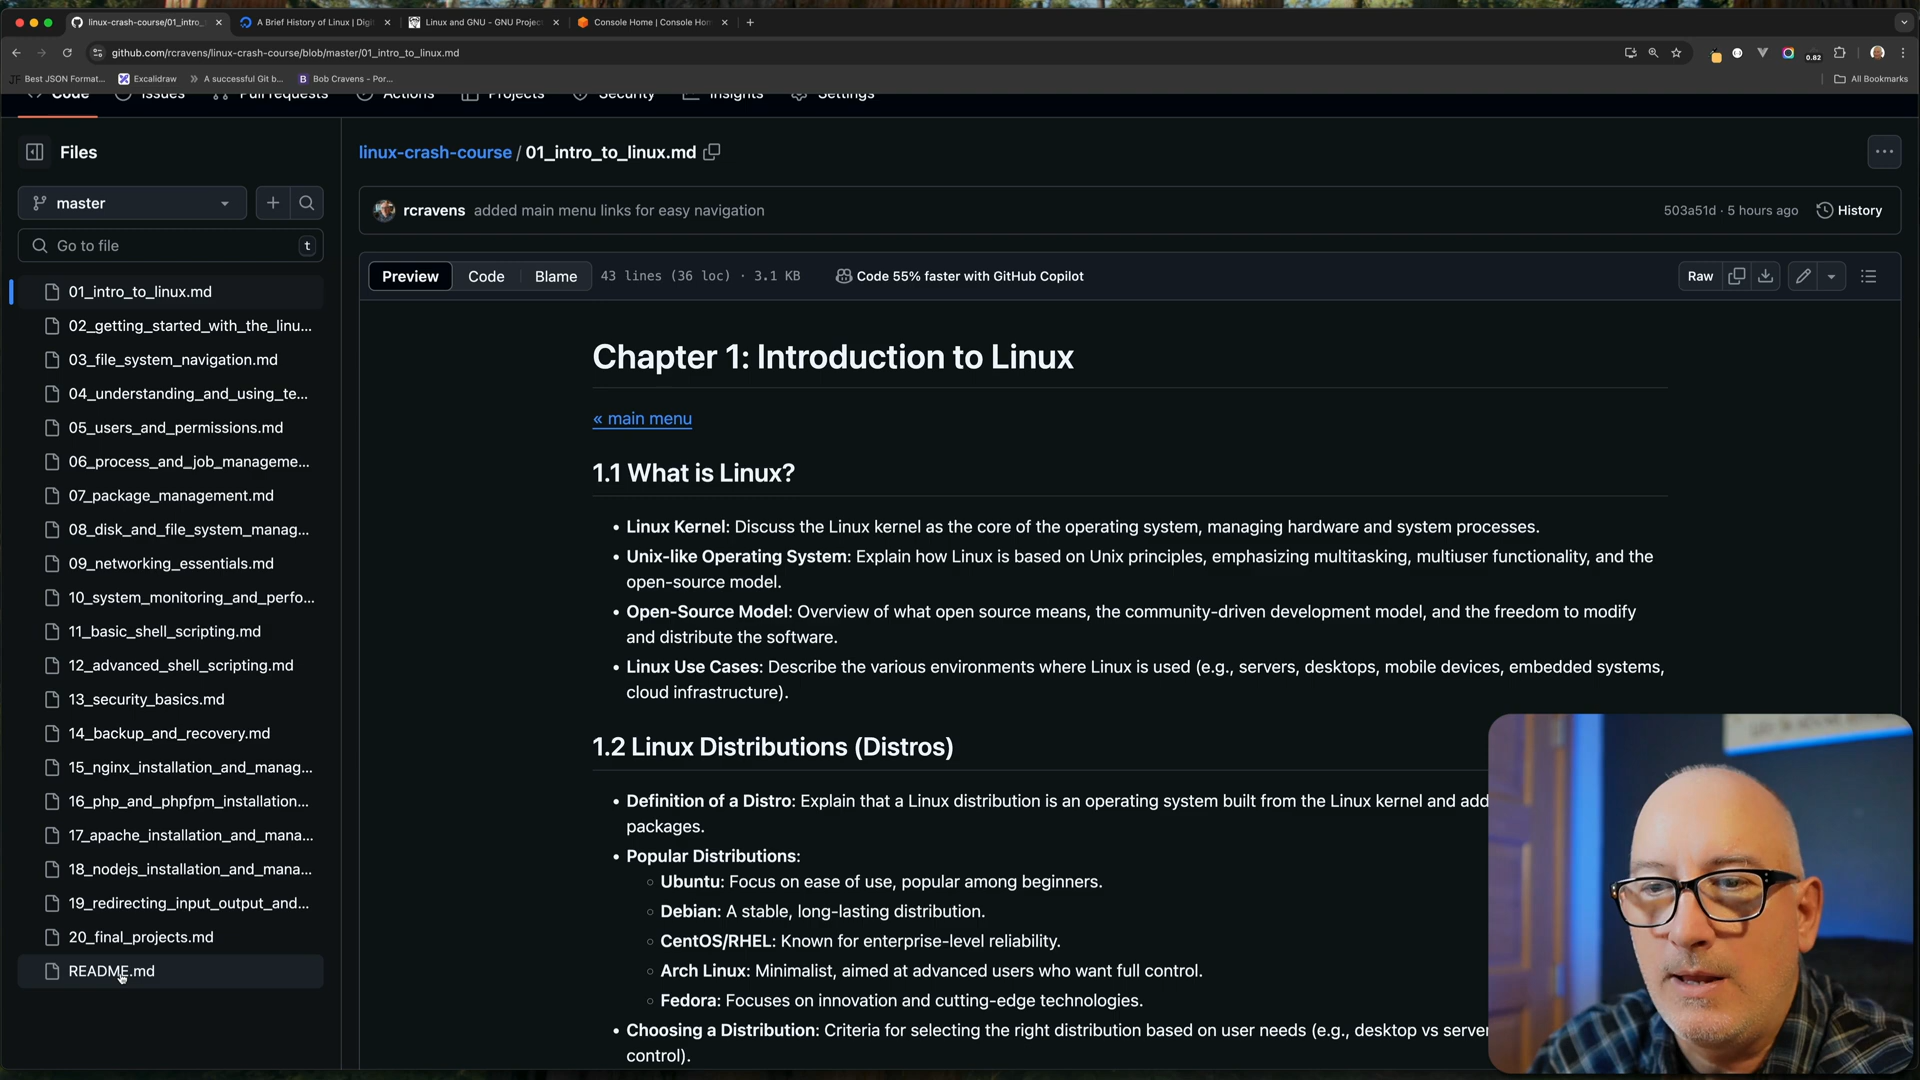 linux-crash-course/01_intro_
A Brief History of Linux | Digi
Linux and GNU - GNU Project
Console Home | Console Hom
github.com/rcravens/linux-crash-course/blob/master/01_intro_to_linux.md
0.82
JF Best JSON Format...
Excalidraw
A successful Git b...
B Bob Cravens - Por...
All Bookmarks
Code
Issues
Pull requests
Actions
Projects
Security
Insights
Settings
Files
linux-crash-course / 01_intro_to_linux.md
master
rcravens added main menu links for easy navigation
503a51d · 5 hours ago
History
Go to file
t
Preview
Code
Blame
43 lines (36 loc) · 3.1 KB
Code 55% faster with GitHub Copilot
Raw
01_intro_to_linux.md
02_getting_started_with_the_linu...
03_file_system_navigation.md
04_understanding_and_using_te...
05_users_and_permissions.md
06_process_and_job_manageme...
07_package_management.md
08_disk_and_file_system_manag...
09_networking_essentials.md
10_system_monitoring_and_perfo...
11_basic_shell_scripting.md
12_advanced_shell_scripting.md
13_security_basics.md
14_backup_and_recovery.md
15_nginx_installation_and_manag...
16_php_and_phpfpm_installation...
17_apache_installation_and_mana...
18_nodejs_installation_and_mana...
19_redirecting_input_output_and...
20_final_projects.md
README.md
Chapter 1: Introduction to Linux
« main menu
1.1 What is Linux?
• Linux Kernel: Discuss the Linux kernel as the core of the operating system, managing hardware and system processes.
• Unix-like Operating System: Explain how Linux is based on Unix principles, emphasizing multitasking, multiuser functionality, and the
open-source model.
• Open-Source Model: Overview of what open source means, the community-driven development model, and the freedom to modify
and distribute the software.
• Linux Use Cases: Describe the various environments where Linux is used (e.g., servers, desktops, mobile devices, embedded systems,
cloud infrastructure).
1.2 Linux Distributions (Distros)
• Definition of a Distro: Explain that a Linux distribution is an operating system built from the Linux kernel and add
packages.
• Popular Distributions:
◦ Ubuntu: Focus on ease of use, popular among beginners.
◦ Debian: A stable, long-lasting distribution.
◦ CentOS/RHEL: Known for enterprise-level reliability.
◦ Arch Linux: Minimalist, aimed at advanced users who want full control.
◦ Fedora: Focuses on innovation and cutting-edge technologies.
• Choosing a Distribution: Criteria for selecting the right distribution based on user needs (e.g., desktop vs server
control).